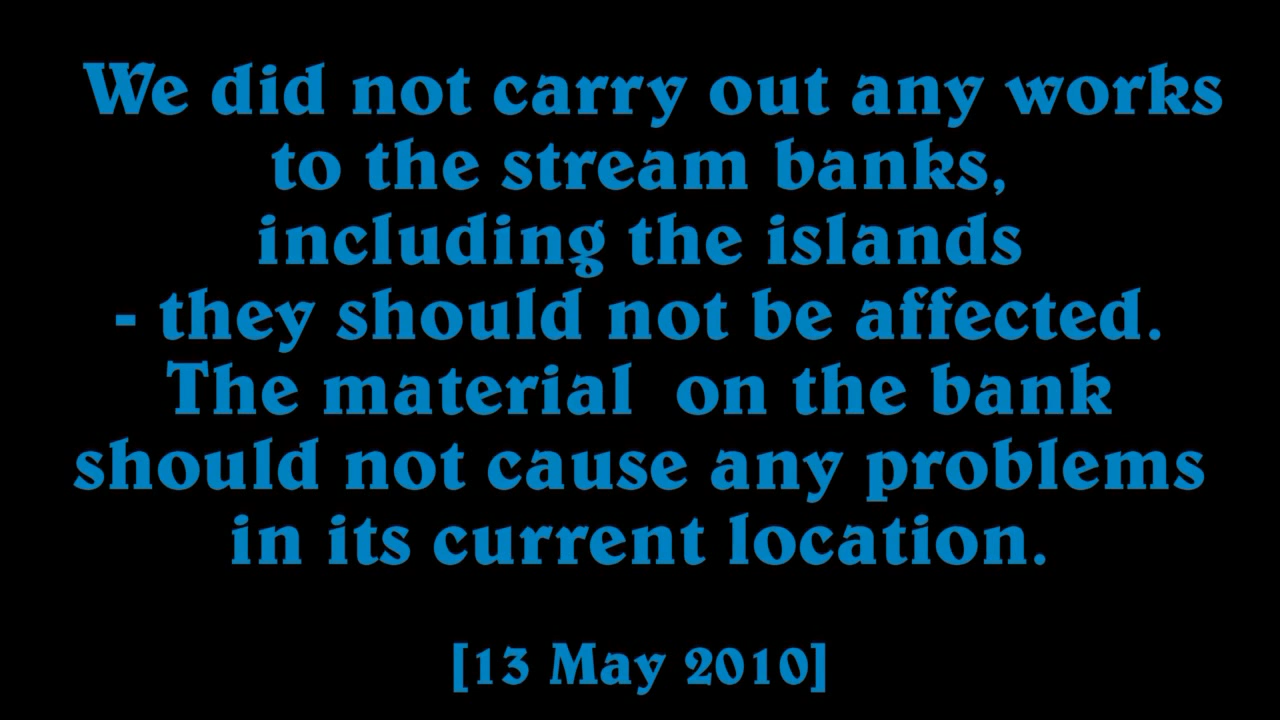 We did not carry out any works
to the stream banks,
including the islands
- they should not be affected.
The material  on the bank
should not cause any problems
in its current location.
[13 May 2010]